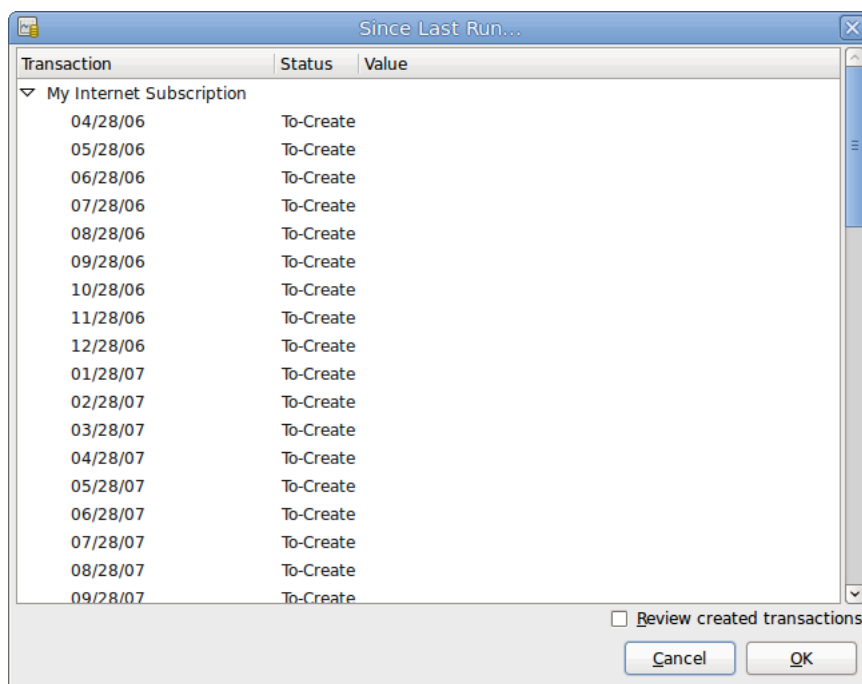 Since Last Run...
Transaction Status Value
My Internet Subscription
04/28/06 To-Create
05/28/06 To-Create
06/28/06 To-Create
07/28/06 To-Create
08/28/06 To-Create
09/28/06 To-Create
10/28/06 To-Create
11/28/06 To-Create
12/28/06 To-Create
01/28/07 To-Create
02/28/07 To-Create
03/28/07 To-Create
04/28/07 To-Create
05/28/07 To-Create
06/28/07 To-Create
07/28/07 To-Create
08/28/07 To-Create
09/28/07 To-Create
Review created transactions
Cancel OK